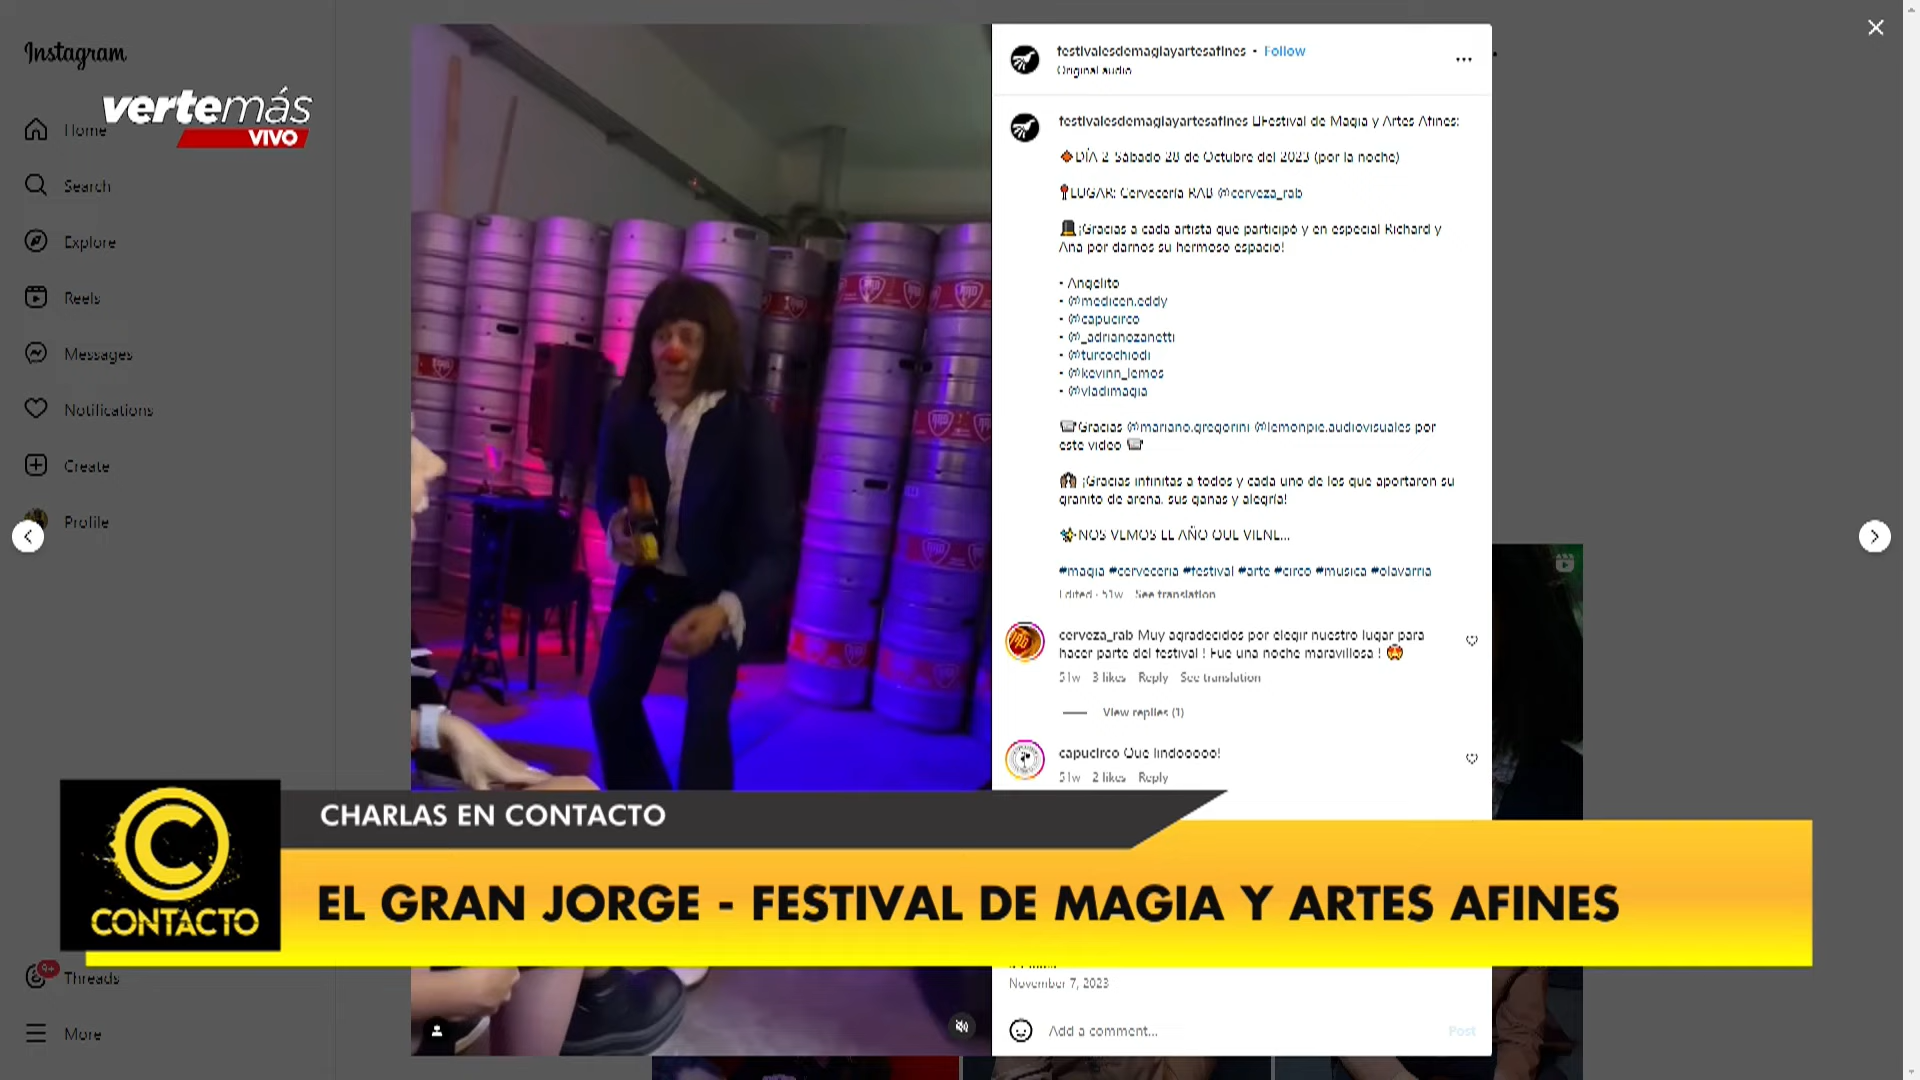 Instagram
vertemás
VIVO
Home
Search
Explore
Reels
Messages
Notifications
Create
Profile
Threads
9+
More
festivalesdemagiayartesafines • Follow
Original audio
festivalesdemagiayartesafines Festival de Magia y Artes Afines:
DÍA 2 Sábado 28 de Octubre del 2023 (por la noche)
LUGAR: Cervecería RAB @cerveza_rab
¡Gracias a cada artista que participó y en especial Richard y
Ana por darnos su hermoso espacio!
• Angelito
• @medicen.eddy
• @capucirco
• @_adrianozanetti
• @turcochiodi
• @kevinn_lemos
• @vladimagia
Gracias @mariano.gregorini @lemonpie.audiovisuales por
este video
¡Gracias infinitas a todos y cada uno de los que aportaron su
granito de arena, sus ganas y alegría!
NOS VEMOS EL AÑO QUE VIENE...
#magia #cerveceria #festival #arte #circo #musica #olavarria
Edited · 51w See translation
cerveza_rab Muy agradecidos por elegir nuestro lugar para
hacer parte del festival ! Fue una noche maravillosa !
51w 3 likes Reply See translation
View replies (1)
capucirco Que lindooooo!
51w 2 likes Reply
CHARLAS EN CONTACTO
EL GRAN JORGE - FESTIVAL DE MAGIA Y ARTES AFINES
C
CONTACTO
November 7, 2023
Add a comment...
Post